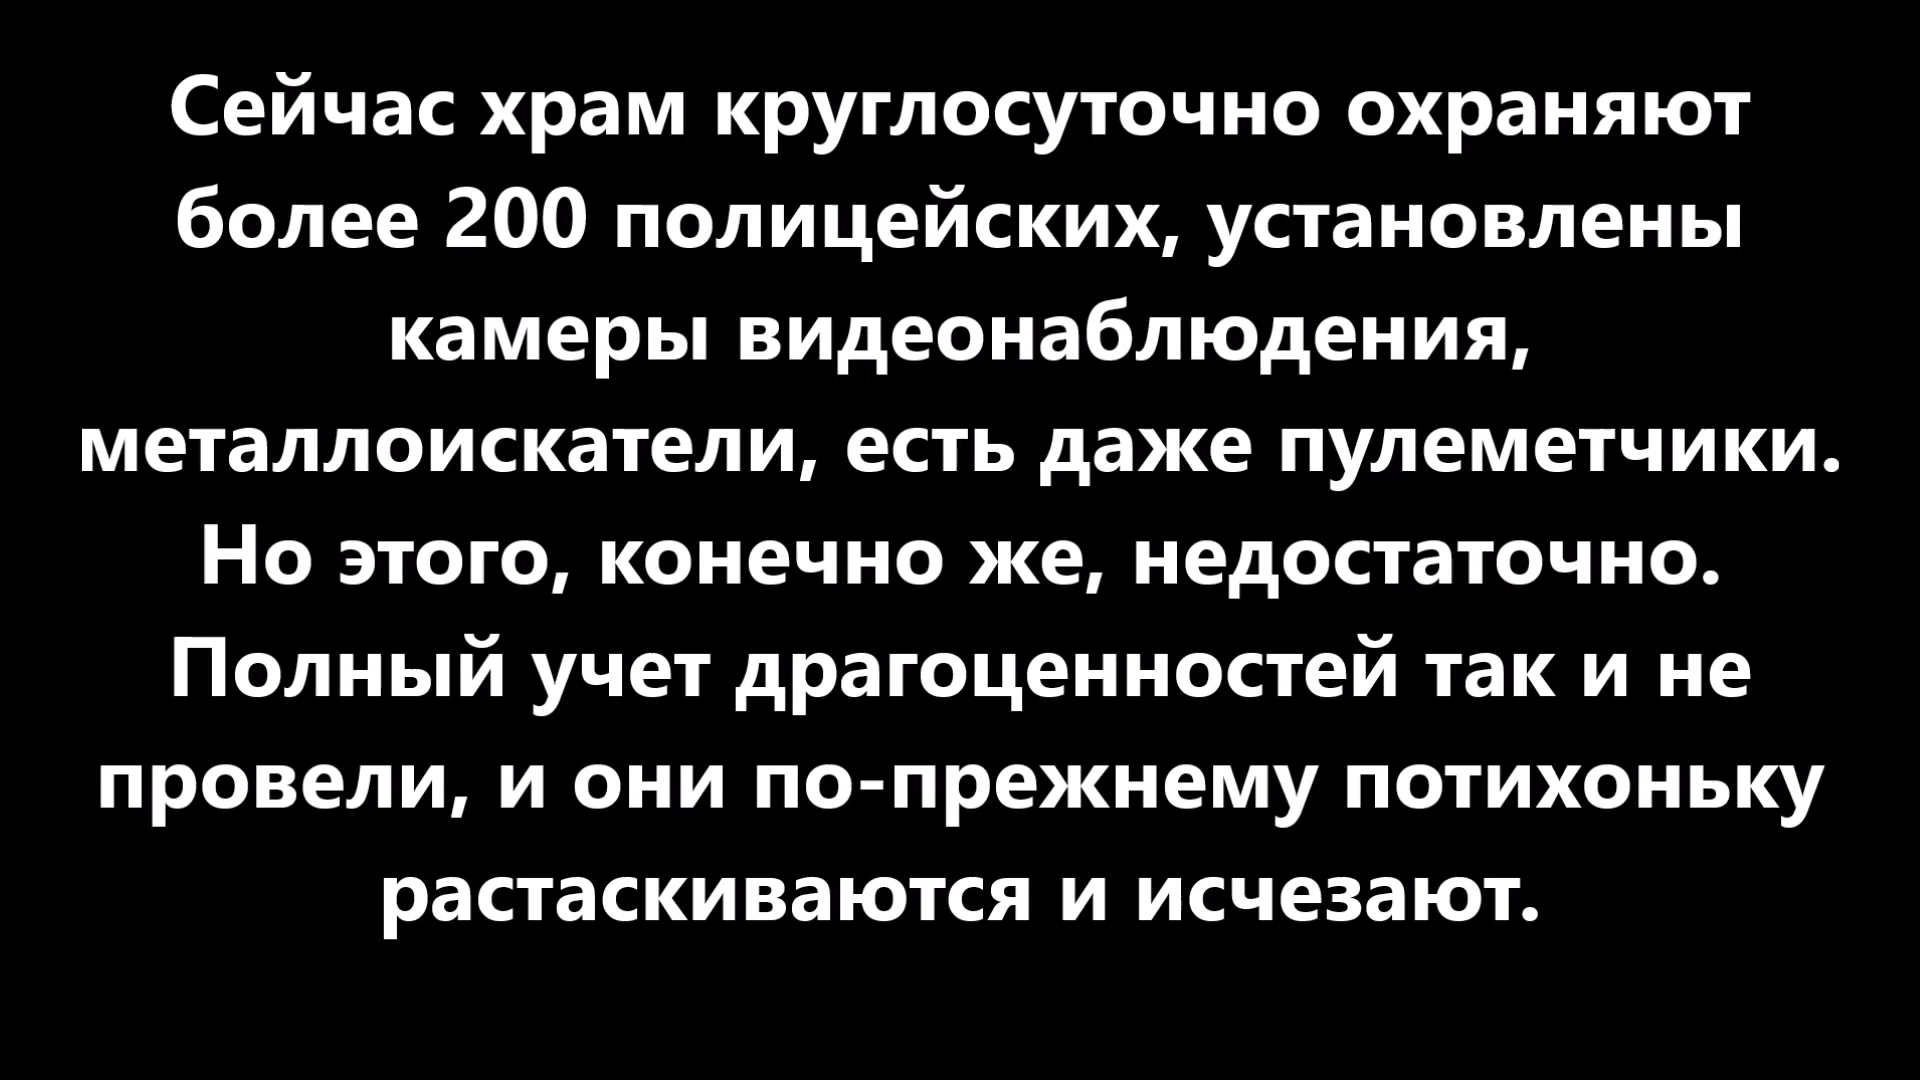 Сейчас храм круглосуточно охраняют
более 200 полицейских, установлены
камеры видеонаблюдения,
металлоискатели, есть даже пулеметчики.
Но этого, конечно же, недостаточно.
Полный учет драгоценностей так и не
провели, и они по-прежнему потихоньку
растаскиваются и исчезают.